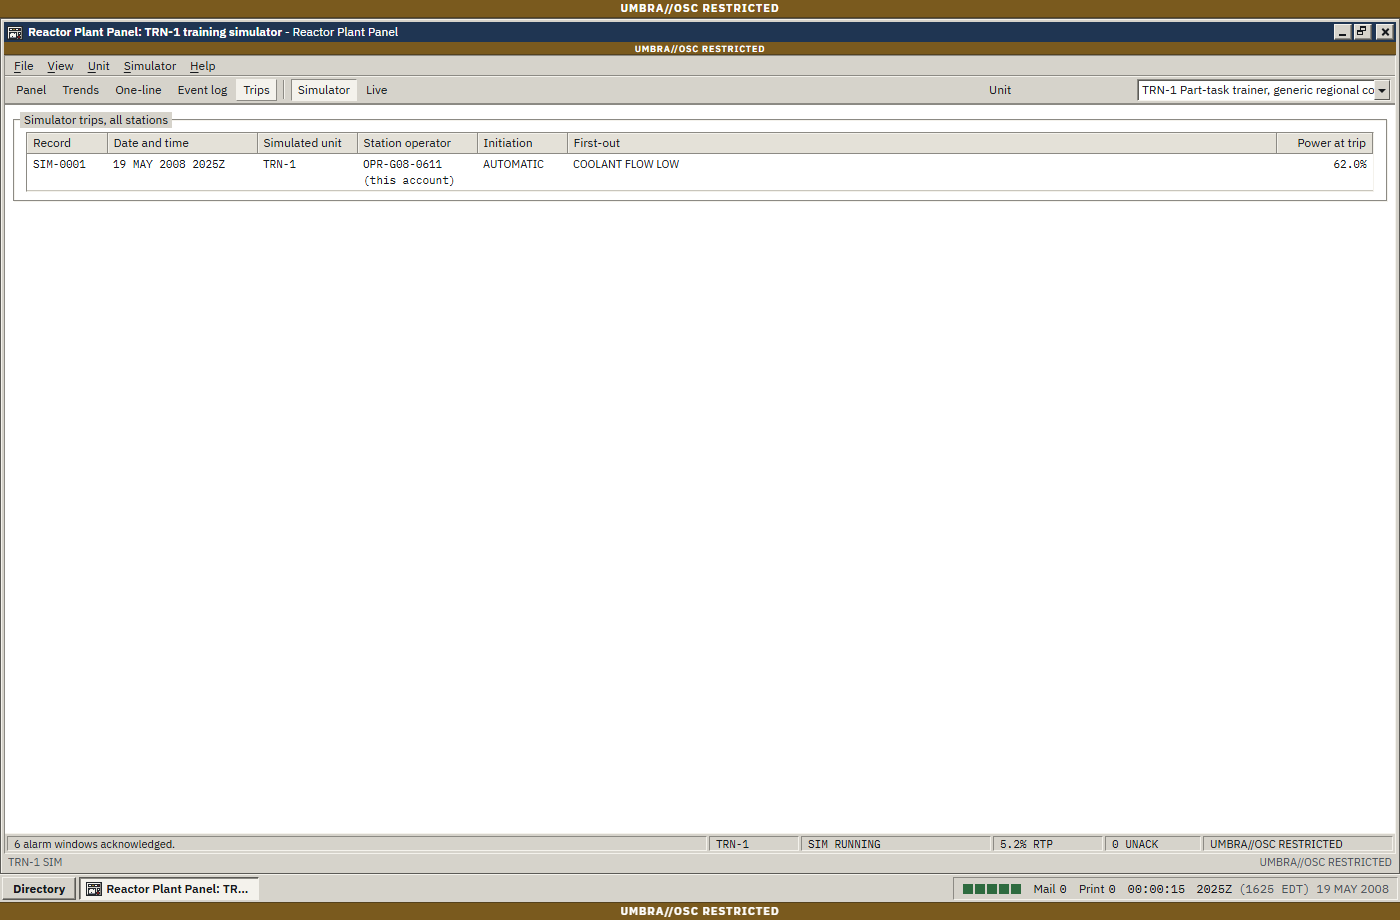 UMBRA//OSC RESTRICTED
Reactor Plant Panel: TRN-1 training simulator - Reactor Plant Panel
UMBRA//OSC RESTRICTED
File View Unit Simulator Help
Panel Trends One-line Event log Trips Simulator Live Unit TRN-1 Part-task trainer, generic regional co
Simulator trips, all stations
Record Date and time Simulated unit Station operator Initiation First-out Power at trip
SIM-0001 19 MAY 2008 2025Z TRN-1 OPR-G08-0611 AUTOMATIC COOLANT FLOW LOW 62.0%
(this account)
6 alarm windows acknowledged. TRN-1 SIM RUNNING 5.2% RTP 0 UNACK UMBRA//OSC RESTRICTED
TRN-1 SIM UMBRA//OSC RESTRICTED
Directory Reactor Plant Panel: TR... Mail 0 Print 0 00:00:15 2025Z (1625 EDT) 19 MAY 2008
UMBRA//OSC RESTRICTED